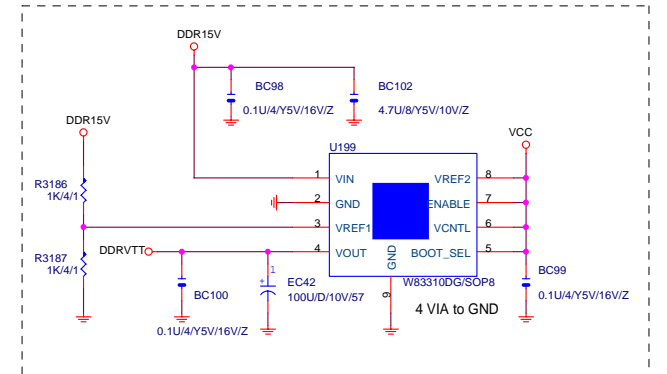 DDR15V
BC98
BC102
0.1U/4/Y5V/16V/Z
4.7U/8/Y5V/10V/Z
DDR15V
VCC
U199
R3186
1K/4/1
1 VIN VREF2 8
2 GND ENABLE 7
3 VREF1 VCNTL 6
4 VOUT BOOT_SEL 5
GND
9
W83310DG/SOP8
R3187
1K/4/1
DDRVTT
1
+
EC42
100U/D/10V/57
BC100
0.1U/4/Y5V/16V/Z
4 VIA to GND
BC99
0.1U/4/Y5V/16V/Z